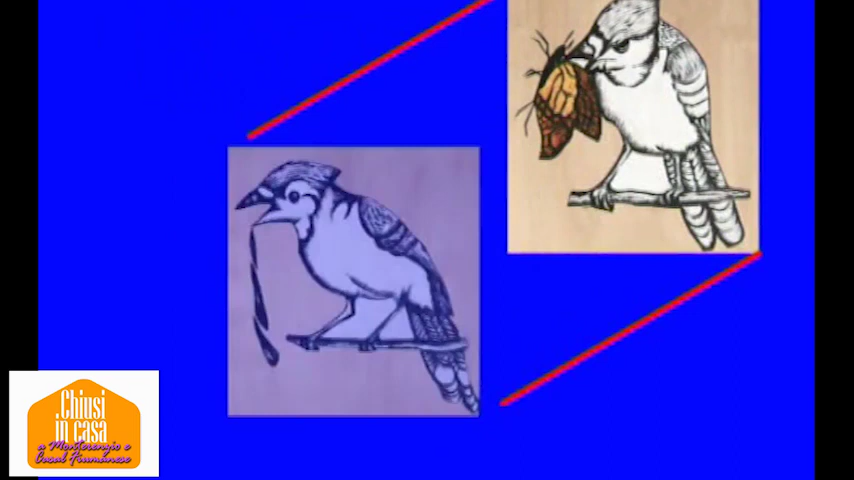 .Chiusi
in casa
a Monterenzio e
Casal Fiumanese